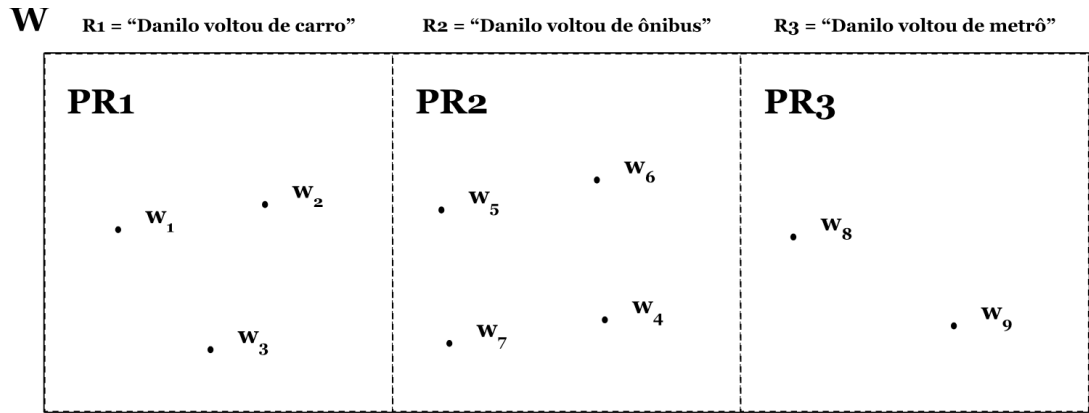 W R1 = “Danilo voltou de carro” R2 = “Danilo voltou de ônibus” R3 = “Danilo voltou de metrô”
PR1 PR2 PR3
w₆
w₂ w₅
w₁ w₈
w₄ w₉
w₃ w₇